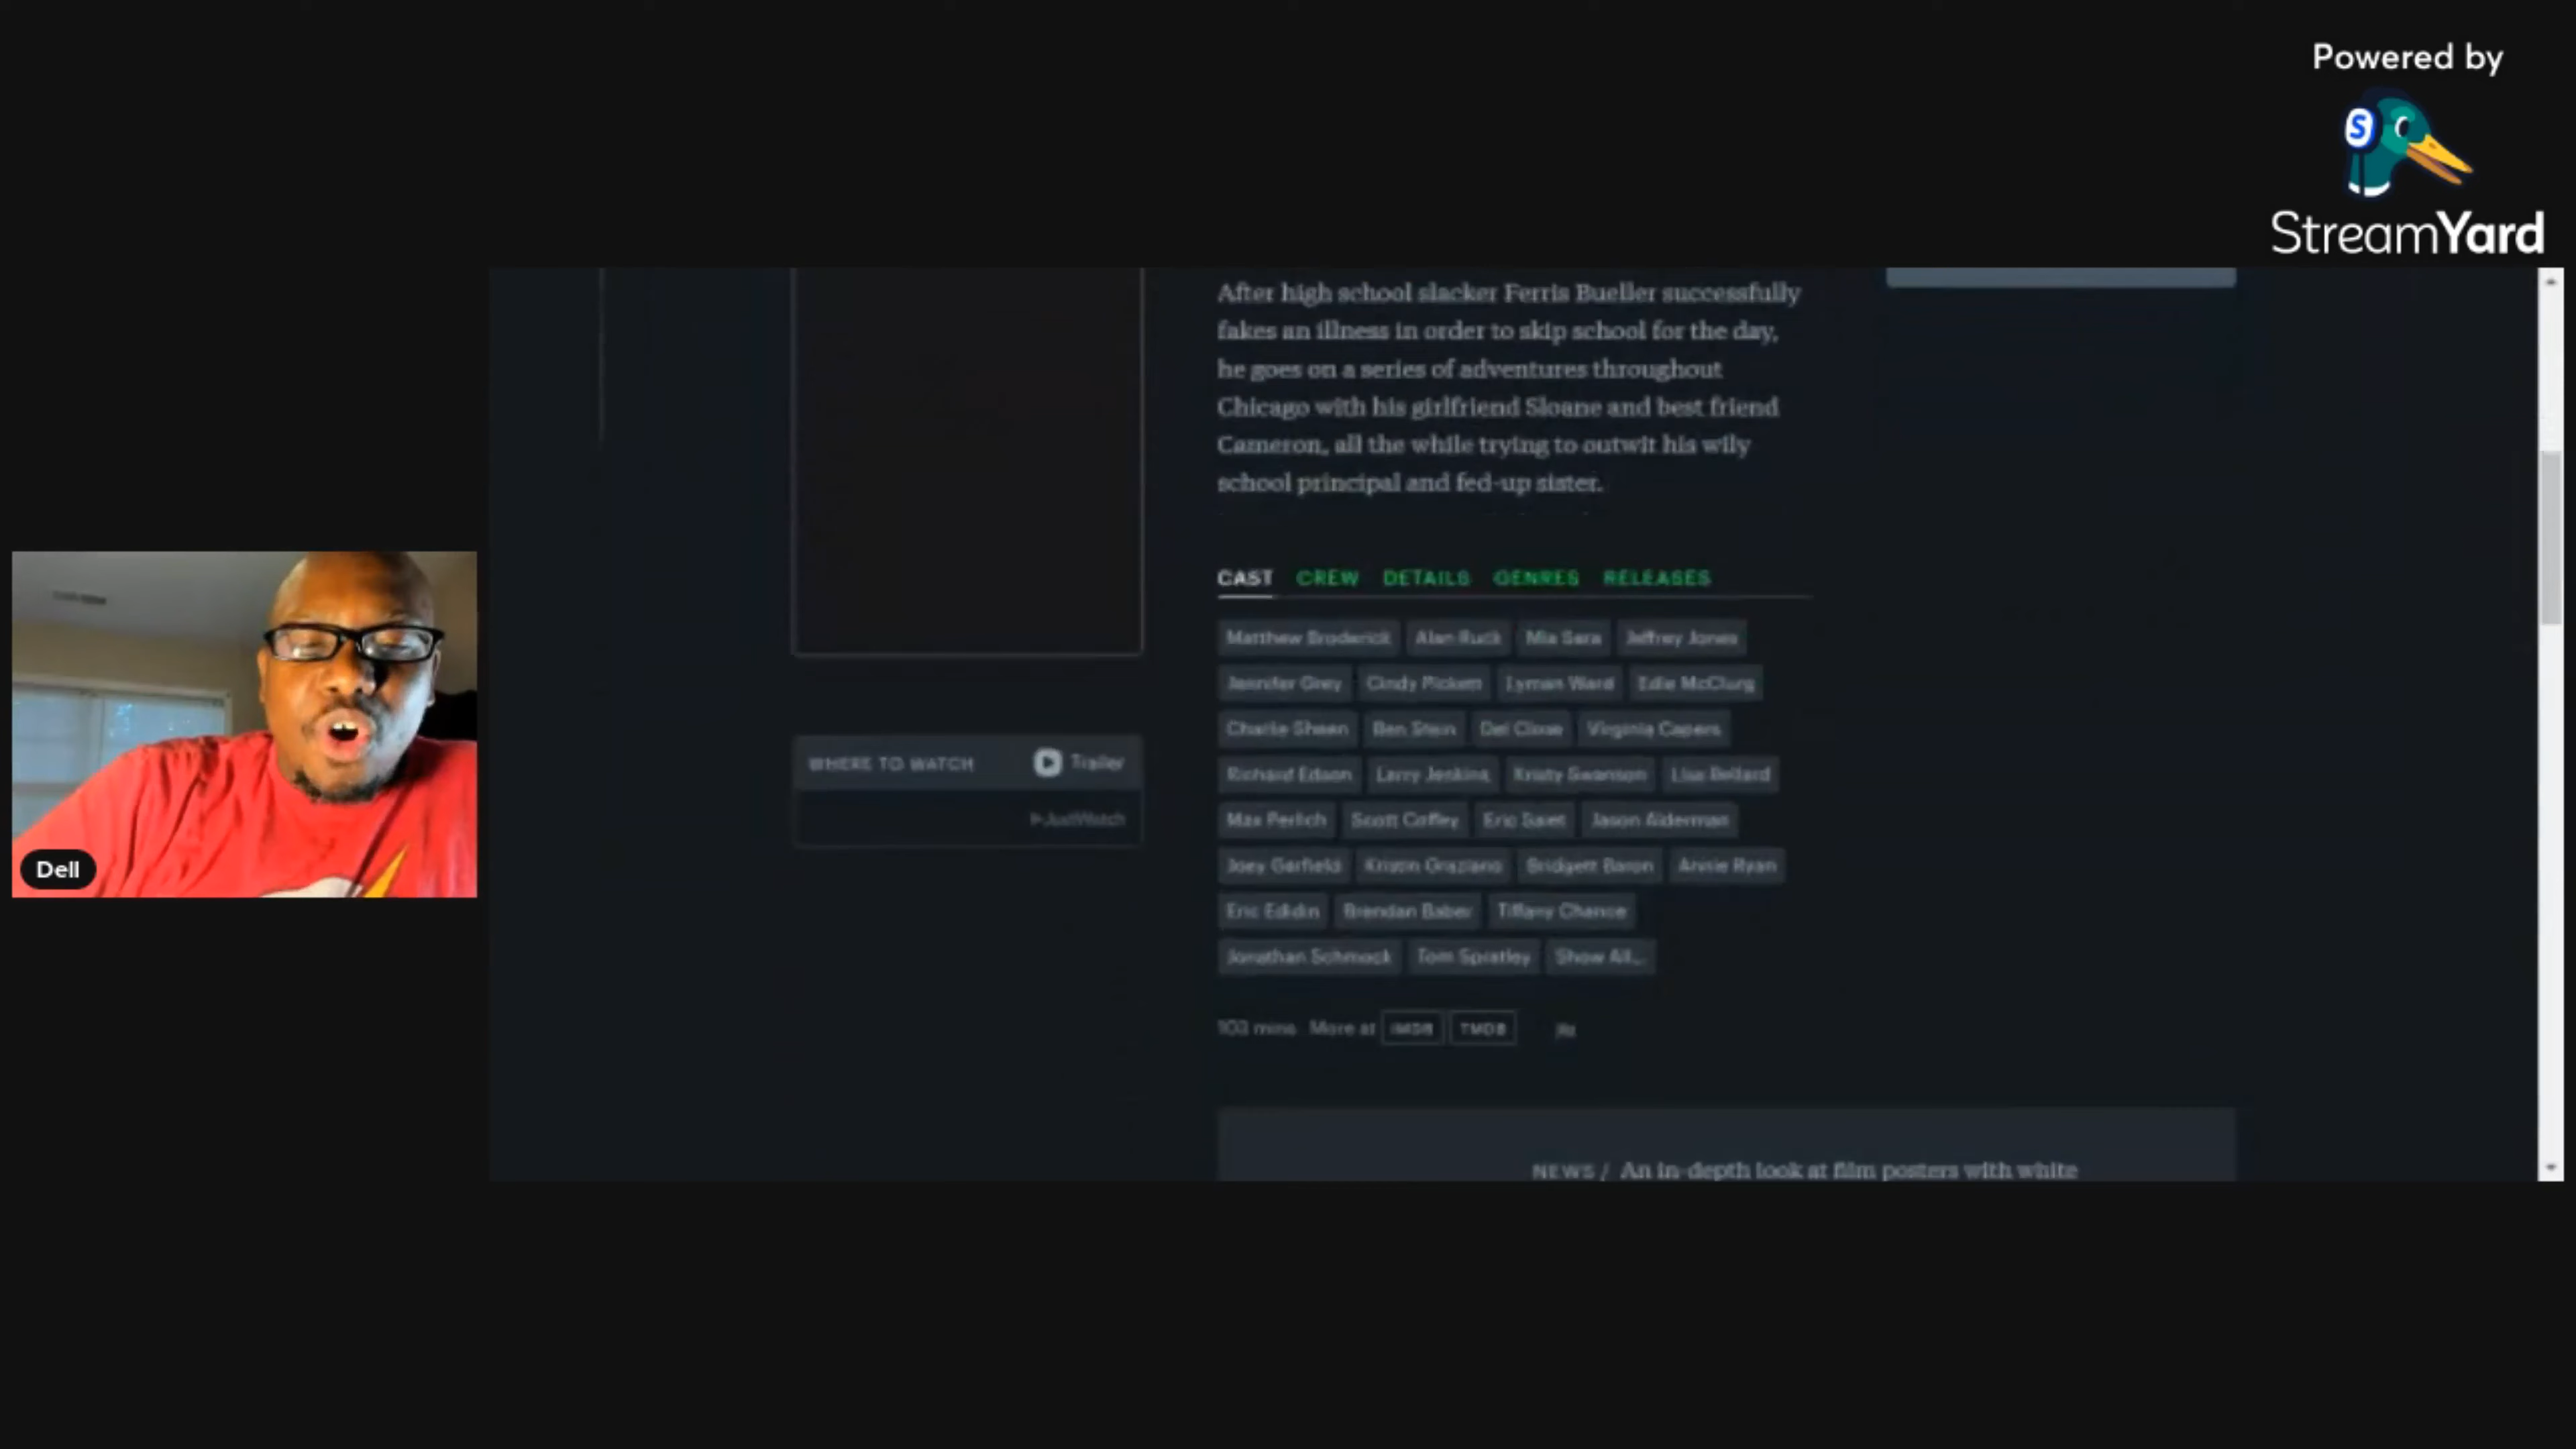 Powered by
StreamYard
After high school slacker Ferris Bueller successfully
fakes an illness in order to skip school for the day,
he goes on a series of adventures throughout
Chicago with his girlfriend Sloane and best friend
Cameron, all the while trying to outwit his wily
school principal and fed-up sister.
CAST CREW DETAILS GENRES RELEASES
Matthew Broderick Alan Ruck Mia Sara Jeffrey Jones
Jennifer Grey Cindy Pickett Lyman Ward Edie McClurg
Charlie Sheen Ben Stein Del Close Virginia Capers
Richard Edson Larry Jenkins Kristy Swanson Lisa Bellard
Max Perlich Scott Coffey Eric Saiet Jason Alderman
Joey Garfield Kristin Graziano Bridgett Baron Annie Ryan
Eric Edidin Brendan Baber Tiffany Chance
Jonathan Schmock Tom Spratley Show All…
103 mins More at IMDB TMDB
WHERE TO WATCH Trailer
JustWatch
Dell
NEWS / An in-depth look at film posters with white